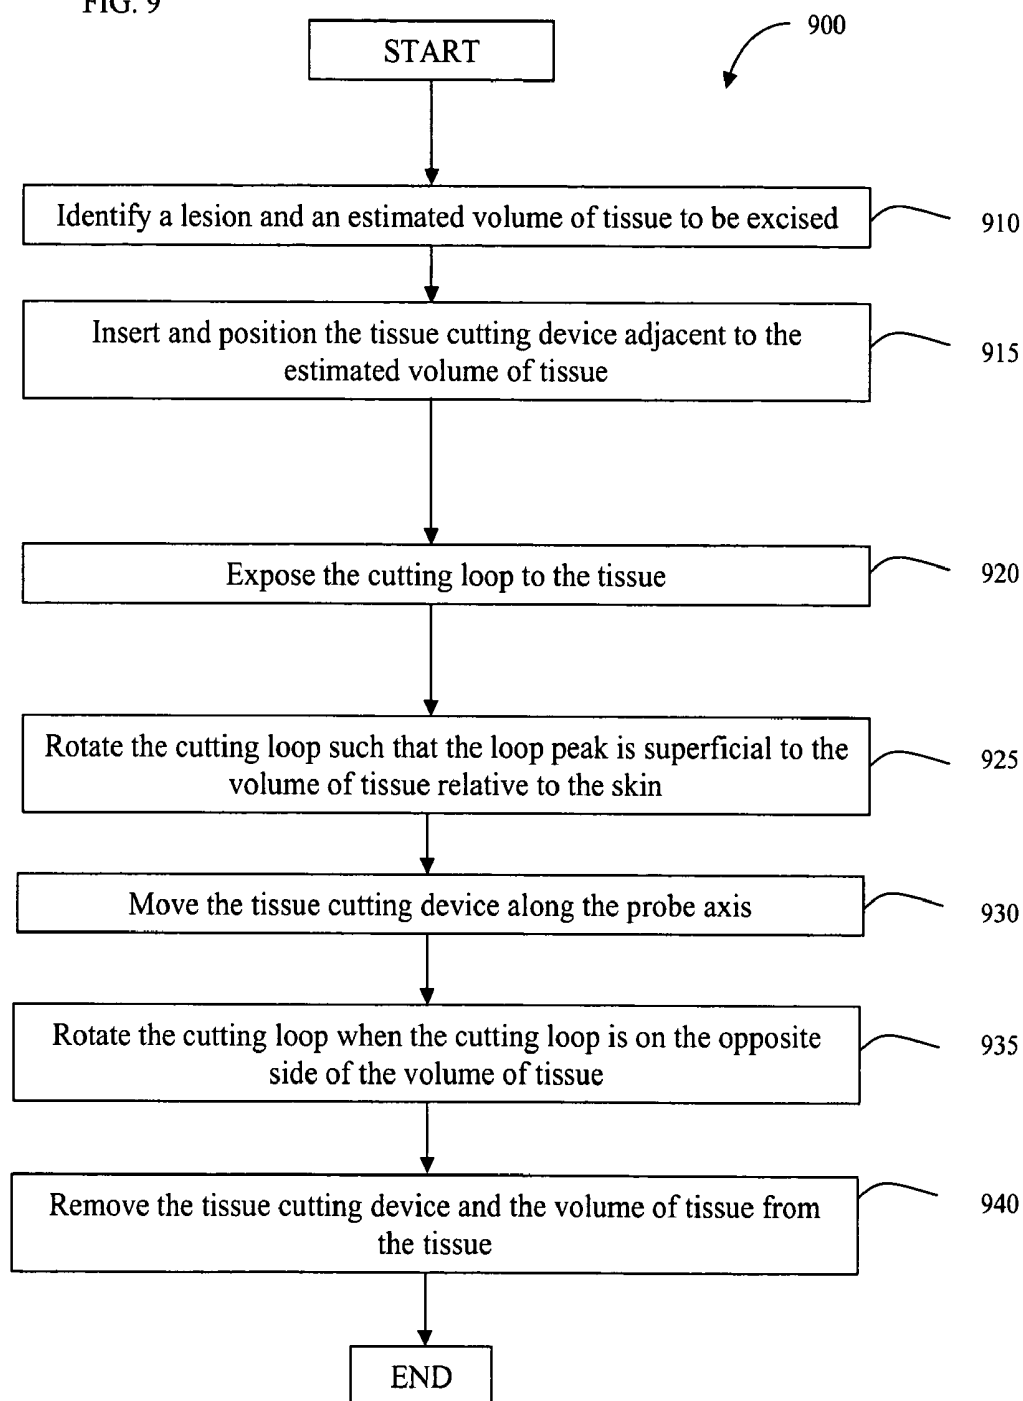 FIG. 9
START
900
Identify a lesion and an estimated volume of tissue to be excised
910
Insert and position the tissue cutting device adjacent to the
estimated volume of tissue
915
Expose the cutting loop to the tissue
920
Rotate the cutting loop such that the loop peak is superficial to the
volume of tissue relative to the skin
925
Move the tissue cutting device along the probe axis
930
Rotate the cutting loop when the cutting loop is on the opposite
side of the volume of tissue
935
Remove the tissue cutting device and the volume of tissue from
the tissue
940
END